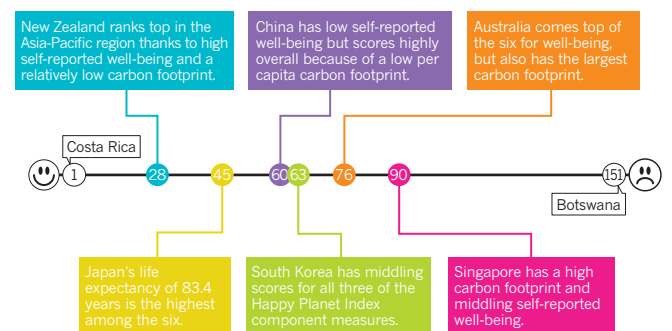 New Zealand ranks top in the
Asia-Pacific region thanks to high
self-reported well-being and a
relatively low carbon footprint.
China has low self-reported
well-being but scores highly
overall because of a low per
capita carbon footprint.
Australia comes top of
the six for well-being,
but also has the largest
carbon footprint.
Costa Rica
1
28
45
60
63
76
90
151
Botswana
Japan's life
expectancy of 83.4
years is the highest
among the six.
South Korea has middling
scores for all three of the
Happy Planet Index
component measures.
Singapore has a high
carbon footprint and
middling self-reported
well-being.